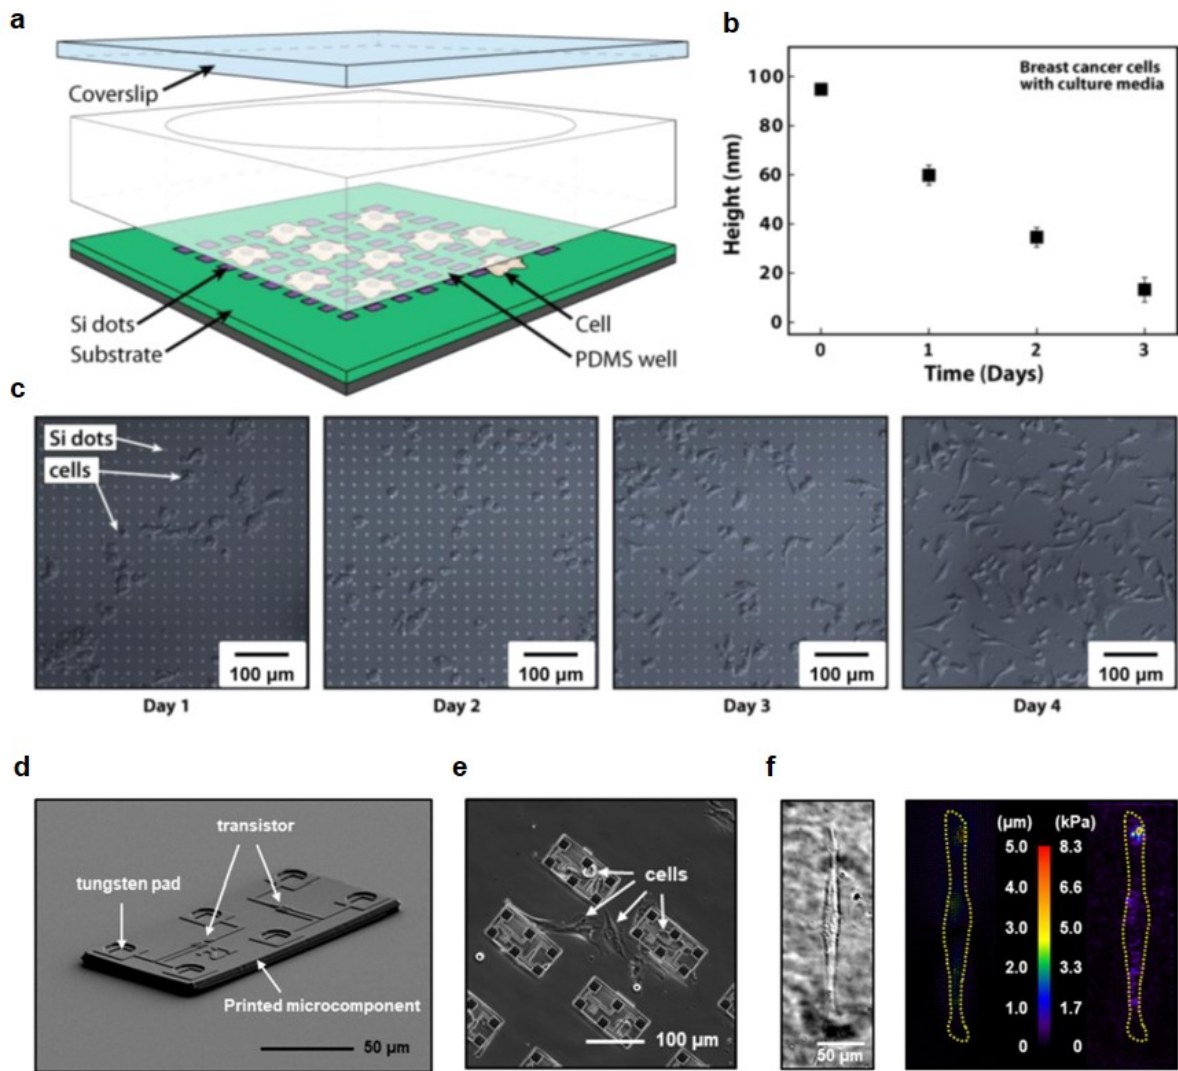 a
Coverslip
Si dots
Substrate
Cell
PDMS well
b
Breast cancer cells
with culture media
Height (nm)
100
80
60
40
20
0
0 1 2 3
Time (Days)
c
Si dots
cells
100 µm
100 µm
100 µm
100 µm
Day 1
Day 2
Day 3
Day 4
d
transistor
tungsten pad
Printed microcomponent
50 µm
e
cells
100 µm
f
50 µm
(µm) (kPa)
5.0 8.3
4.0 6.6
3.0 5.0
2.0 3.3
1.0 1.7
0 0